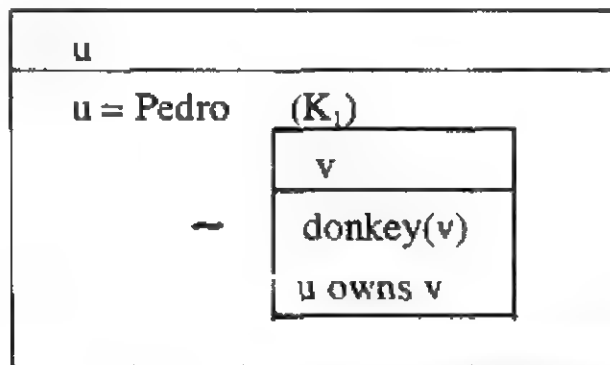 u
u = Pedro (K₁)
v
~ donkey(v)
u owns v